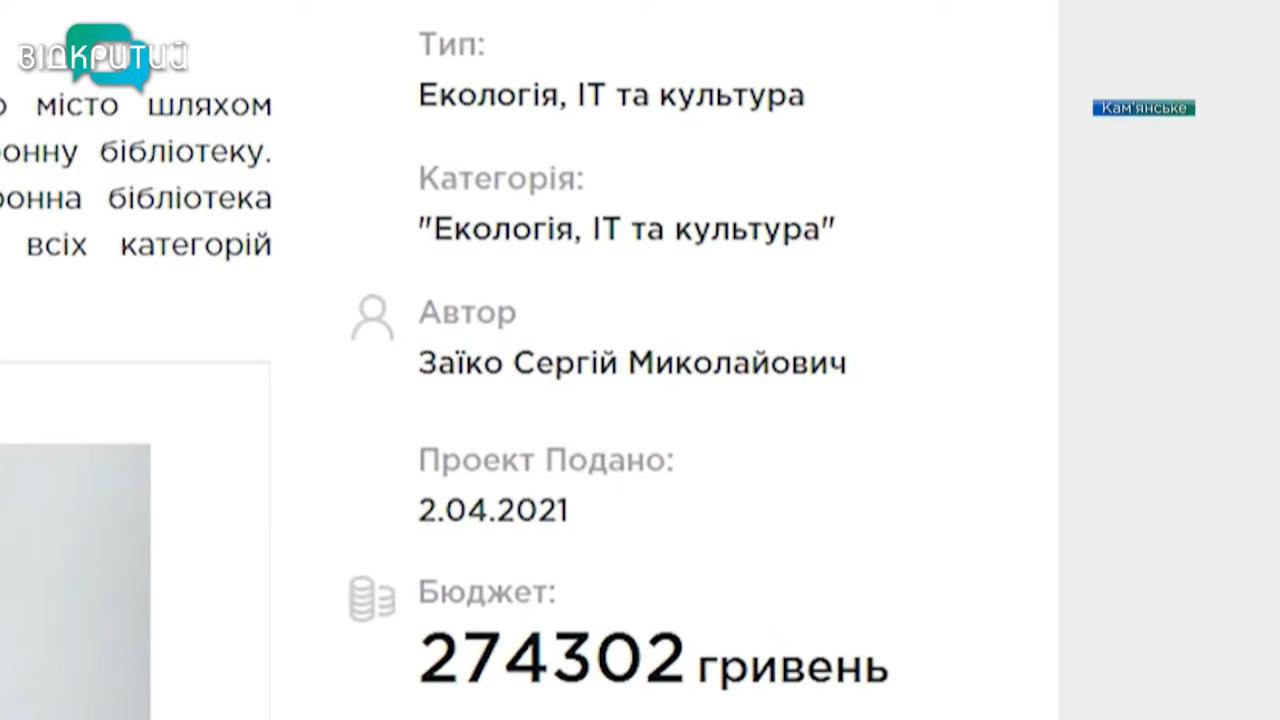 ВІДКРИТИЙ
місто шляхом
бібліотеку.
бібліотека
всіх категорій
Тип:
Екологія, ІТ та культура
Категорія:
"Екологія, ІТ та культура"
Автор
Заїко Сергій Миколайович
Проект Подано:
2.04.2021
Бюджет:
274302 гривень
Кам'янське